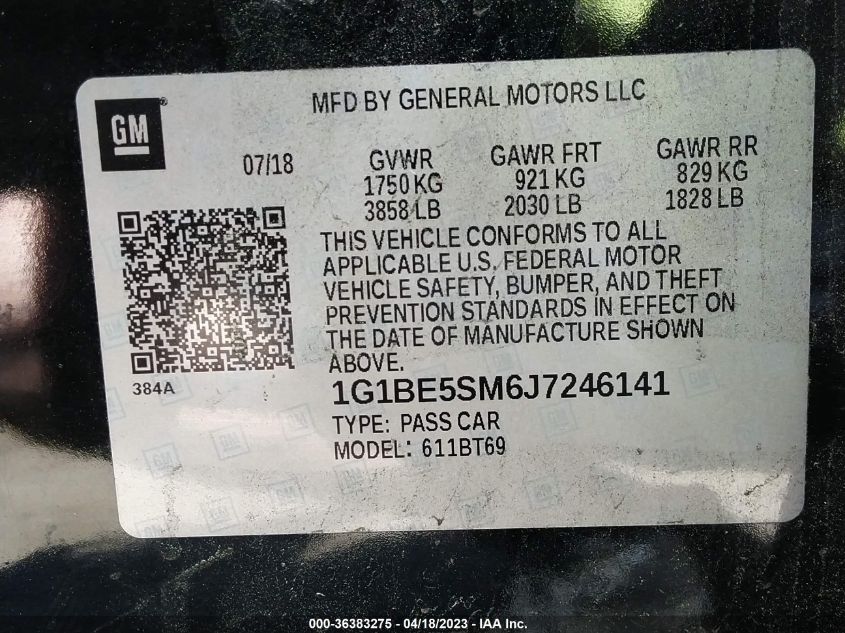 MFD BY GENERAL MOTORS LLC
GM®
07/18
GVWR GAWR FRT GAWR RR
1750 KG 921 KG 829 KG
3858 LB 2030 LB 1828 LB
THIS VEHICLE CONFORMS TO ALL
APPLICABLE U.S. FEDERAL MOTOR
VEHICLE SAFETY, BUMPER, AND THEFT
PREVENTION STANDARDS IN EFFECT ON
THE DATE OF MANUFACTURE SHOWN
ABOVE.
384A
1G1BE5SM6J7246141
TYPE: PASS CAR
MODEL: 611BT69
000-36383275 - 04/18/2023 - IAA Inc.